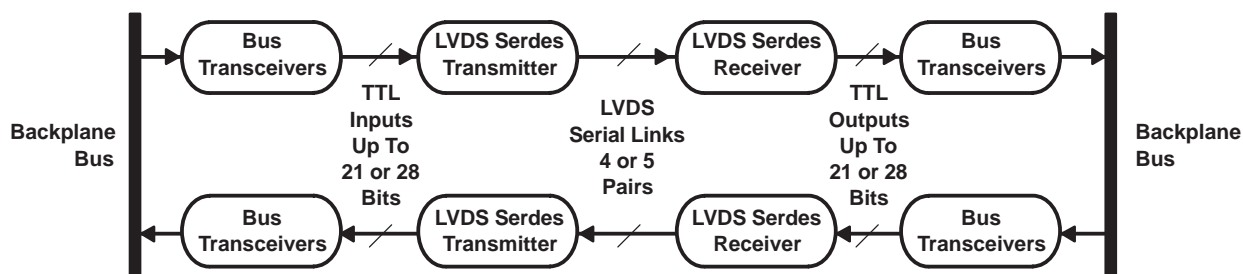 Bus
Transceivers
LVDS Serdes
Transmitter
LVDS Serdes
Receiver
Bus
Transceivers
Backplane
Bus
TTL
Inputs
Up To
21 or 28
Bits
LVDS
Serial Links
4 or 5
Pairs
TTL
Outputs
Up To
21 or 28
Bits
Backplane
Bus
Bus
Transceivers
LVDS Serdes
Transmitter
LVDS Serdes
Receiver
Bus
Transceivers